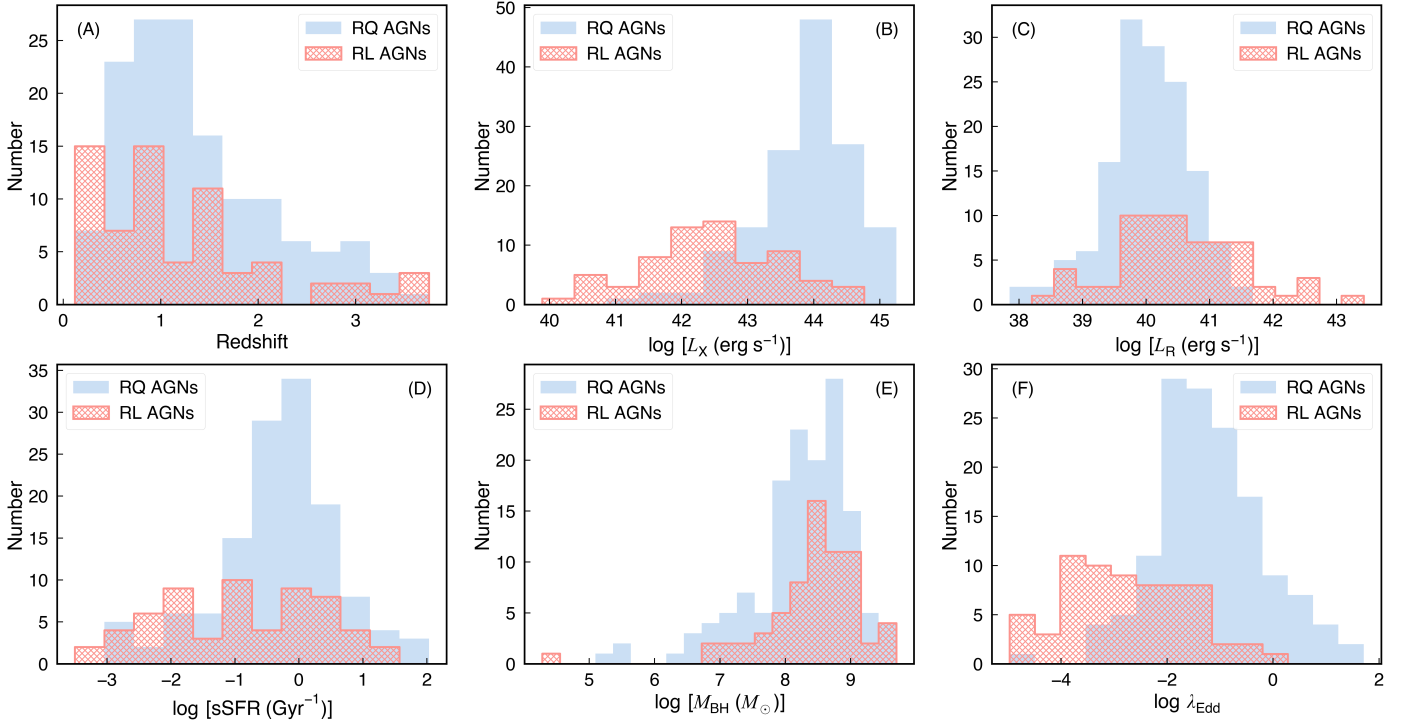 (A)
RQ AGNs
RL AGNs
Number
25
20
15
10
5
0
0
1
2
3
Redshift
(B)
RQ AGNs
RL AGNs
Number
50
40
30
20
10
0
40
41
42
43
44
45
log [L_X (erg s⁻¹)]
(C)
RQ AGNs
RL AGNs
Number
30
25
20
15
10
5
0
38
39
40
41
42
43
log [L_R (erg s⁻¹)]
(D)
RQ AGNs
RL AGNs
Number
35
30
25
20
15
10
5
0
−3
−2
−1
0
1
2
log [sSFR (Gyr⁻¹)]
(E)
RQ AGNs
RL AGNs
Number
25
20
15
10
5
0
5
6
7
8
9
log [M_BH (M_⊙)]
(F)
RQ AGNs
RL AGNs
Number
30
25
20
15
10
5
0
−4
−2
0
2
log λ_Edd